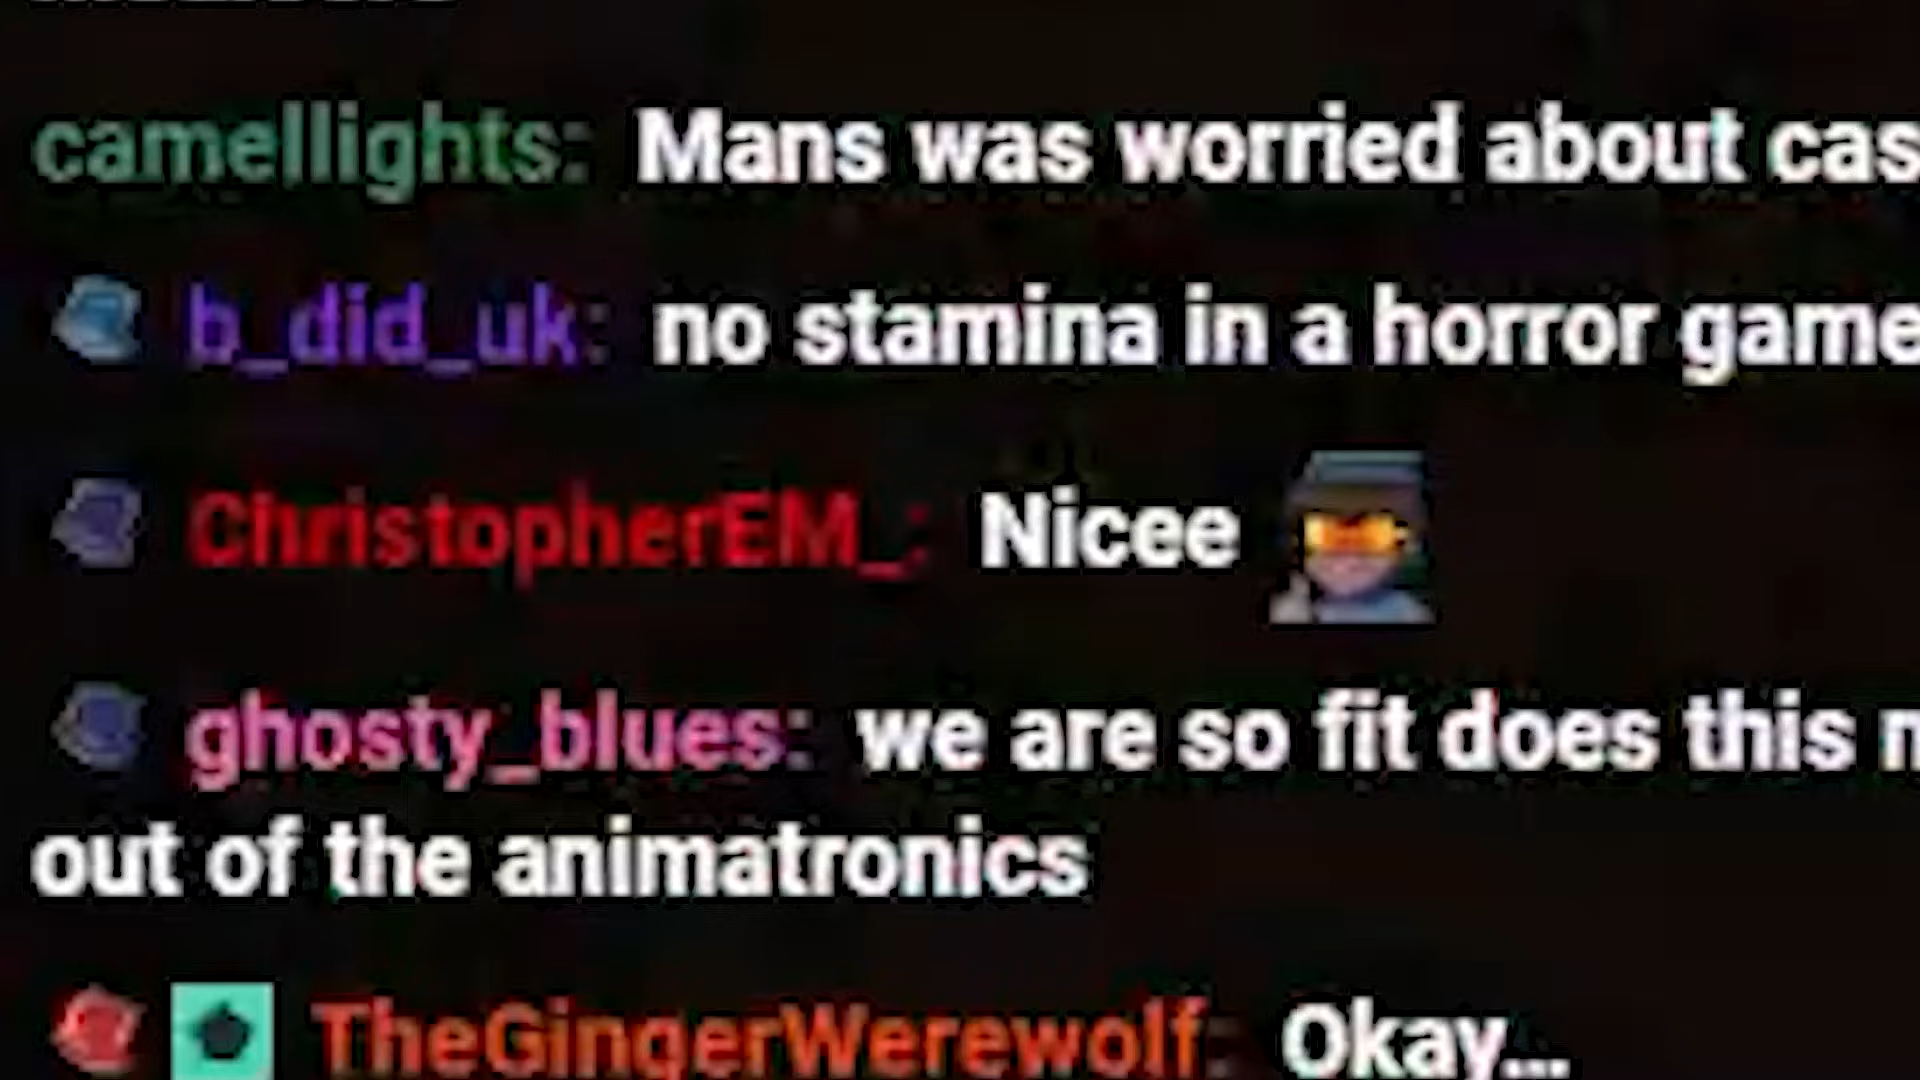 camellights: Mans was worried about cas
b_did_uk: no stamina in a horror game
ChristopherEM_: Nicee
ghosty_blues: we are so fit does this
out of the animatronics
TheGingerWerewolf: Okay...